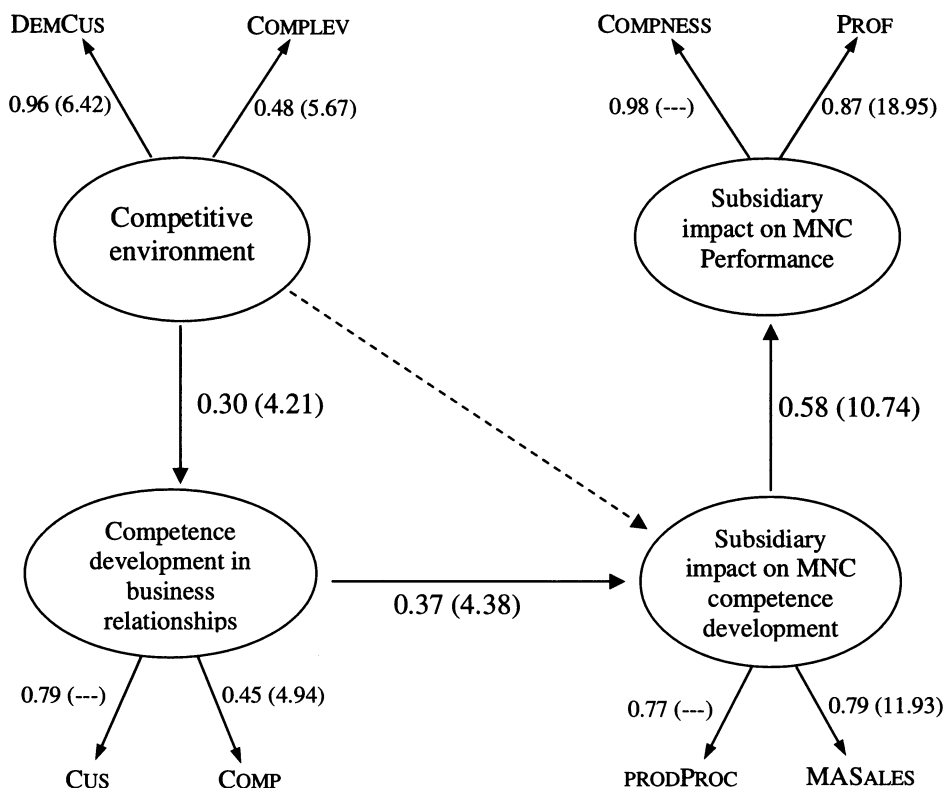 DEMCUS
COMPLEV
COMPNESS
PROF
0.96 (6.42)
0.48 (5.67)
0.98 (---)
0.87 (18.95)
Competitive
environment
Subsidiary
impact on MNC
Performance
0.30 (4.21)
0.58 (10.74)
Competence
development in
business
relationships
Subsidiary
impact on MNC
competence
development
0.37 (4.38)
0.79 (---)
0.45 (4.94)
0.77 (---)
0.79 (11.93)
CUS
COMP
PRODPROC
MASALES